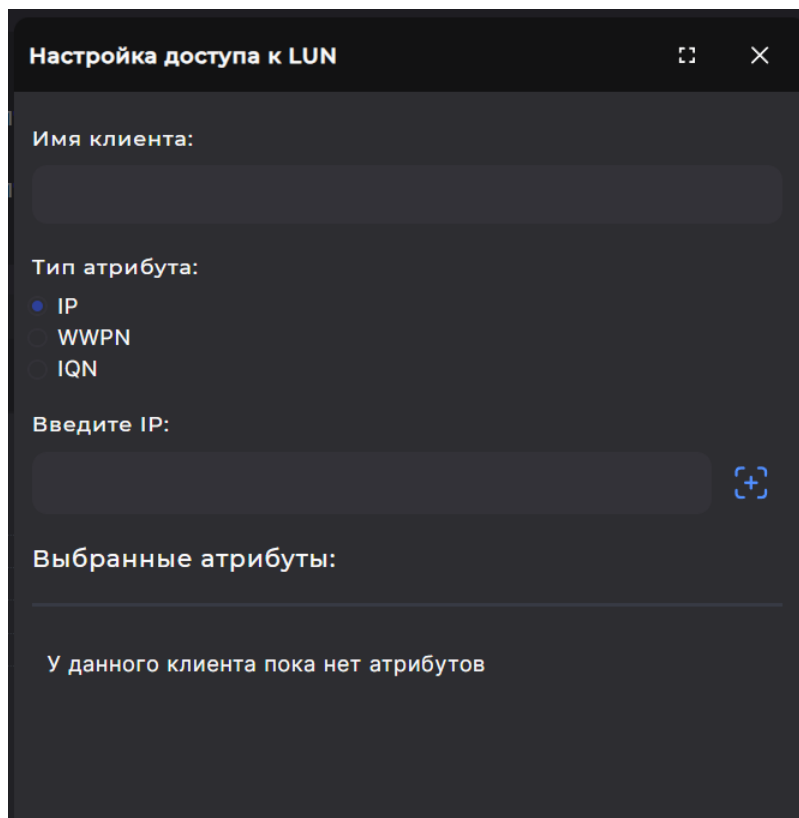 Настройка доступа к LUN
Имя клиента:
Тип атрибута:
IP
WWPN
IQN
Введите IP:
Выбранные атрибуты:
У данного клиента пока нет атрибутов